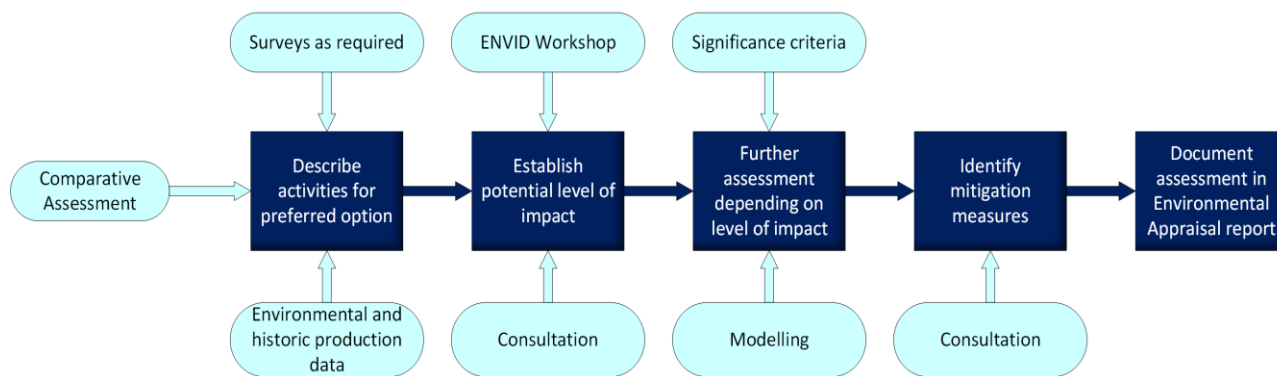 Surveys as required
ENVID Workshop
Significance criteria
Comparative
Assessment
Describe
activities for
preferred option
Establish
potential level of
impact
Further
assessment
depending on
level of impact
Identify
mitigation
measures
Document
assessment in
Environmental
Appraisal report
Environmental and
historic production
data
Consultation
Modelling
Consultation